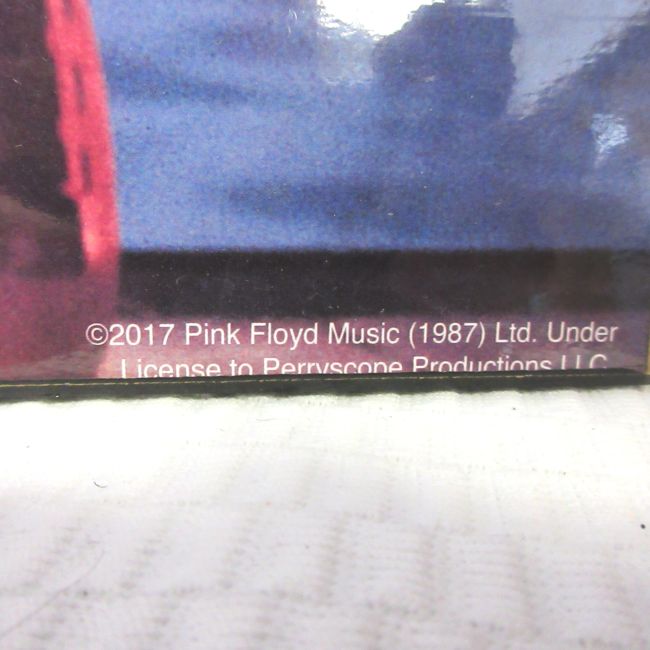 ©2017 Pink Floyd Music (1987) Ltd. Under
License to Perryscope Productions LLC